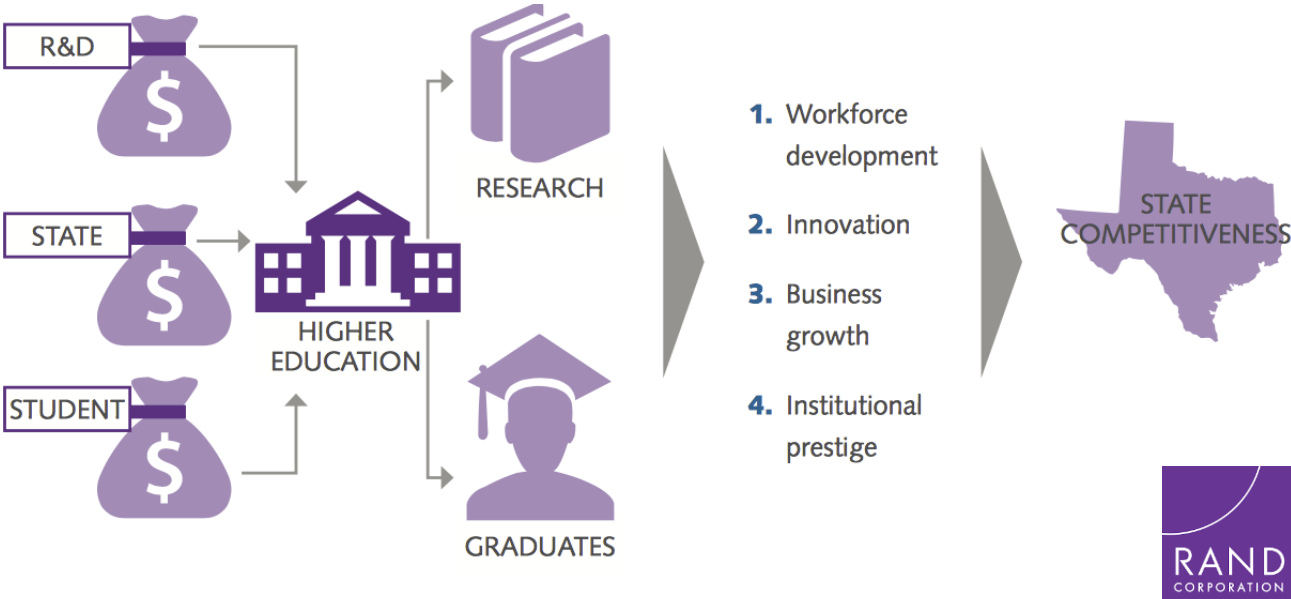 R&D
$
STATE
$
STUDENT
$
HIGHER
EDUCATION
RESEARCH
GRADUATES
1. Workforce
development
2. Innovation
3. Business
growth
4. Institutional
prestige
STATE
COMPETITIVENESS
RAND
CORPORATION